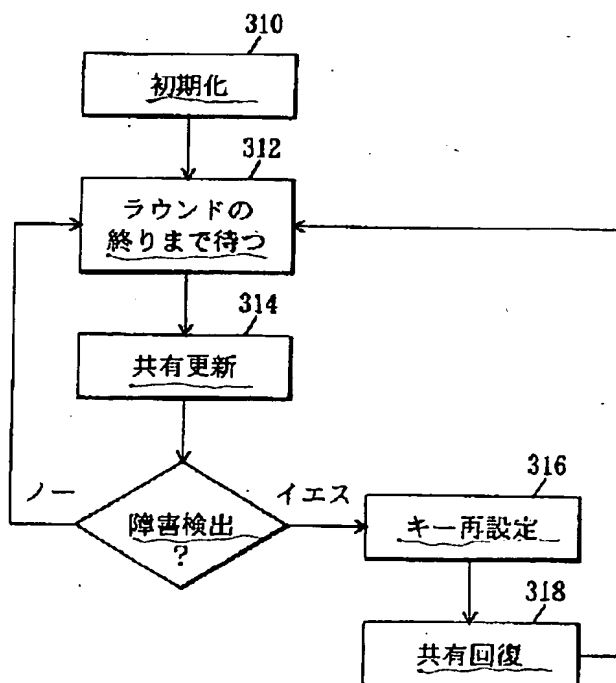 310
初期化
312
ラウンドの
終りまで待つ
314
共有更新
ノー
イエス
障害検出
?
316
キー再設定
318
共有回復